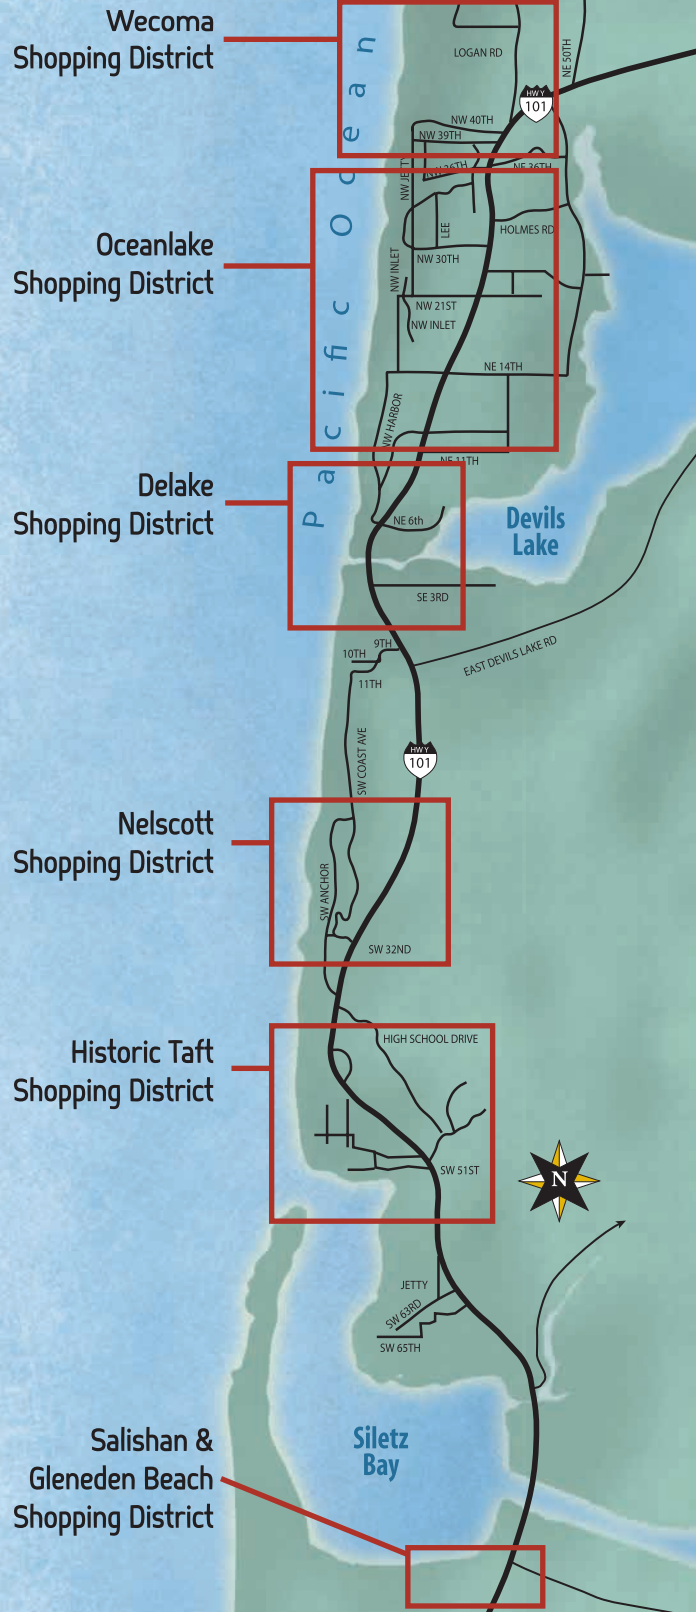 Wecoma
Shopping District
LOGAN RD
NE 50TH
HWY
101
NW 40TH
NW 39TH
NW JETTY
NW 36TH
NE 36TH
Oceanlake
Shopping District
LEE
HOLMES RD
NW 30TH
NW INLET
NW 21ST
NW INLET
NE 14TH
NW HARBOR
NE 11TH
Pacific Ocean
Delake
Shopping District
NE 6th
Devils
Lake
SE 3RD
9TH
10TH
11TH
EAST DEVILS LAKE RD
SW COAST AVE
HWY
101
Nelscott
Shopping District
SW ANCHOR
SW 32ND
Historic Taft
Shopping District
HIGH SCHOOL DRIVE
SW 51ST
N
JETTY
SW 63RD
SW 65TH
Siletz
Bay
Salishan &
Gleneden Beach
Shopping District